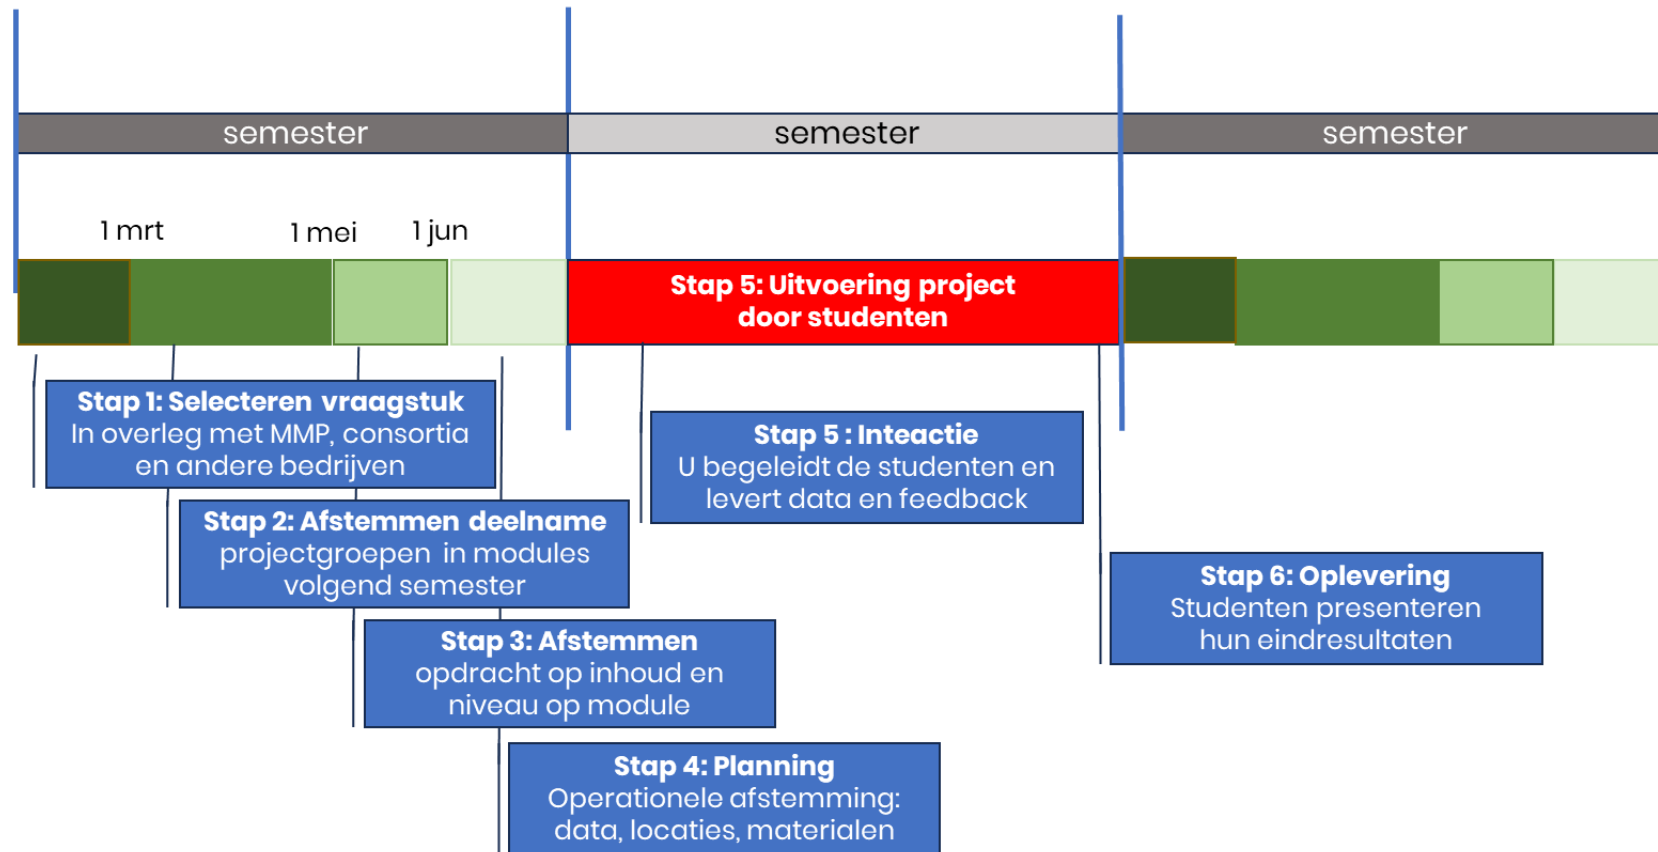 semester
semester
semester
1 mrt
1 mei
1 jun
Stap 5: Uitvoering project
door studenten
Stap 1: Selecteren vraagstuk
In overleg met MMP, consortia
en andere bedrijven
Stap 2: Afstemmen deelname
projectgroepen in modules
volgend semester
Stap 3: Afstemmen
opdracht op inhoud en
niveau op module
Stap 4: Planning
Operationele afstemming:
data, locaties, materialen
Stap 5 : Inteactie
U begeleidt de studenten en
levert data en feedback
Stap 6: Oplevering
Studenten presenteren
hun eindresultaten